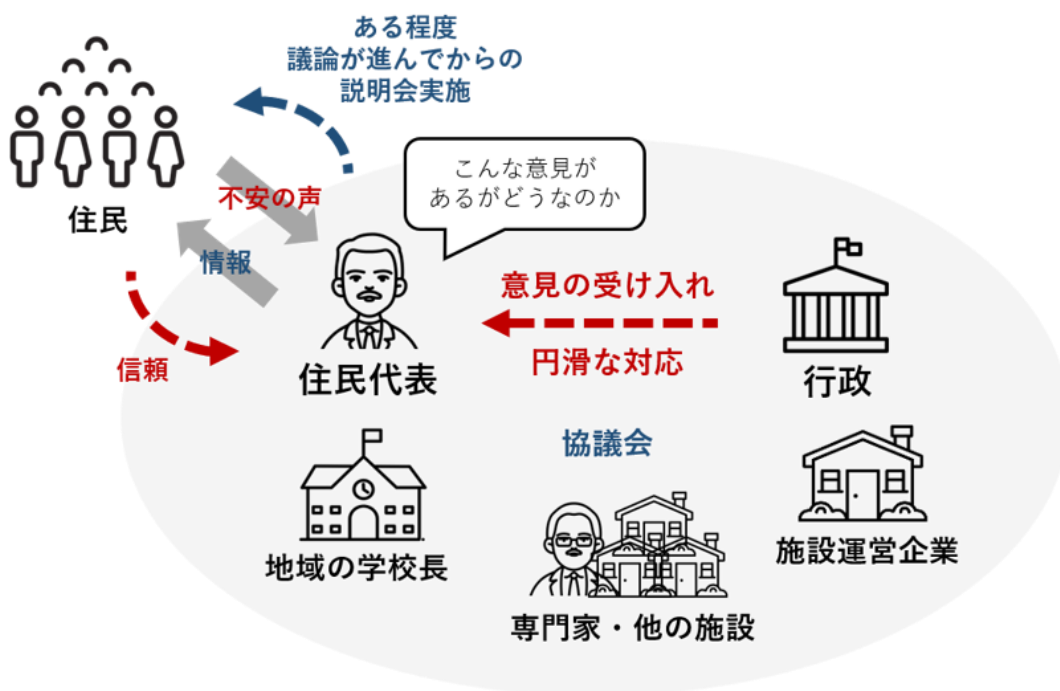 ある程度
議論が進んでからの
説明会実施
こんな意見が
あるがどうなのか
不安の声
住民
情報
意見の受け入れ
円滑な対応
信頼
住民代表
行政
協議会
地域の学校長
施設運営企業
専門家・他の施設